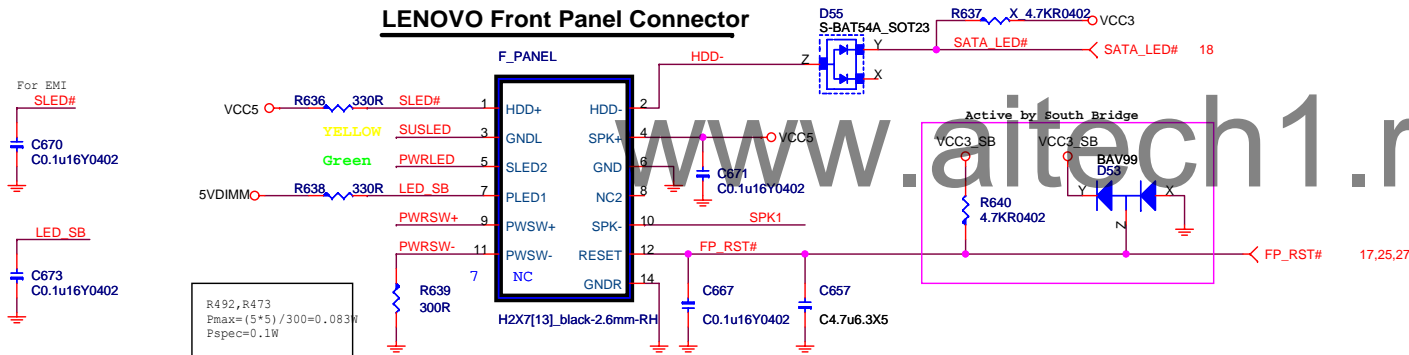 LENOVO Front Panel Connector
D55
S-BAT54A_SOT23
R637
X_4.7KR0402
VCC3
Y
SATA_LED#
SATA_LED# 18
Z
X
F_PANEL
HDD-
For EMI
SLED#
C670
C0.1u16Y0402
VCC5
R636
330R
SLED#
1
HDD+
HDD-
2
YELLOW
SUSLED
3
GNDL
SPK+
4
VCC5
Green
PWRLED
5
SLED2
GND
6
C671
C0.1u16Y0402
5VDIMM
R638
330R
LED_SB
7
PLED1
NC2
8
PWRSW+
9
PWSW+
SPK-
10
SPK1
PWRSW-
11
PWSW-
RESET
12
FP_RST#
7
NC
GNDR
14
R639
300R
H2X7[13]_black-2.6mm-RH
C667
C0.1u16Y0402
C657
C4.7u6.3X5
LED_SB
C673
C0.1u16Y0402
R492,R473
Pmax=(5*5)/300=0.083W
Pspec=0.1W
Active by South Bridge
VCC3_SB
VCC3_SB
BAV99
D53
Y
X
Z
R640
4.7KR0402
FP_RST# 17,25,27
www.aitech1.r